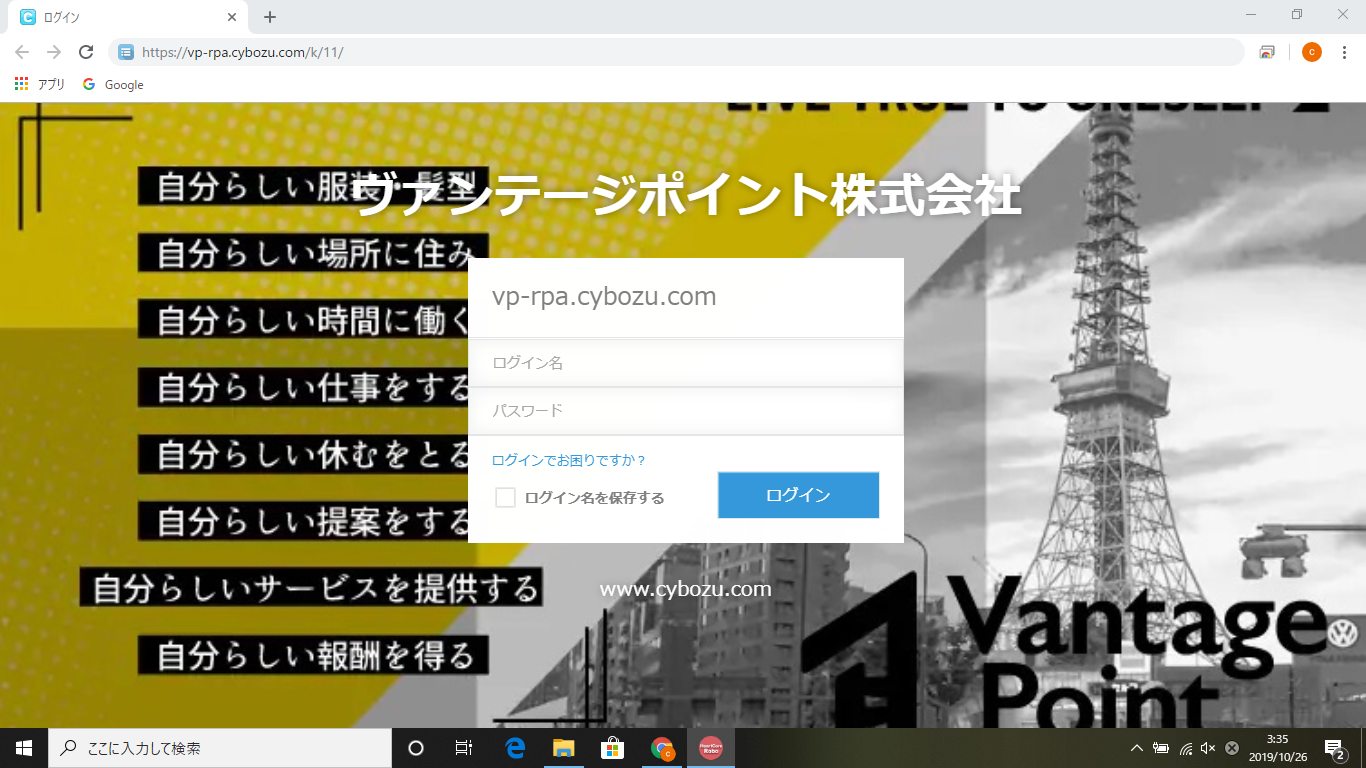 ログイン
https://vp-rpa.cybozu.com/k/11/
アプリ
Google
LIVE TRUE TO ONESELF
ヴァンテージポイント株式会社
自分らしい服装・髪型
自分らしい場所に住み
自分らしい時間に働く
自分らしい仕事をする
自分らしい休むをとる
自分らしい提案をする
自分らしいサービスを提供する
自分らしい報酬を得る
vp-rpa.cybozu.com
ログイン名
パスワード
ログインでお困りですか？
ログイン名を保存する
ログイン
www.cybozu.com
Vantage
Point
ここに入力して検索
3:35
2019/10/26
2